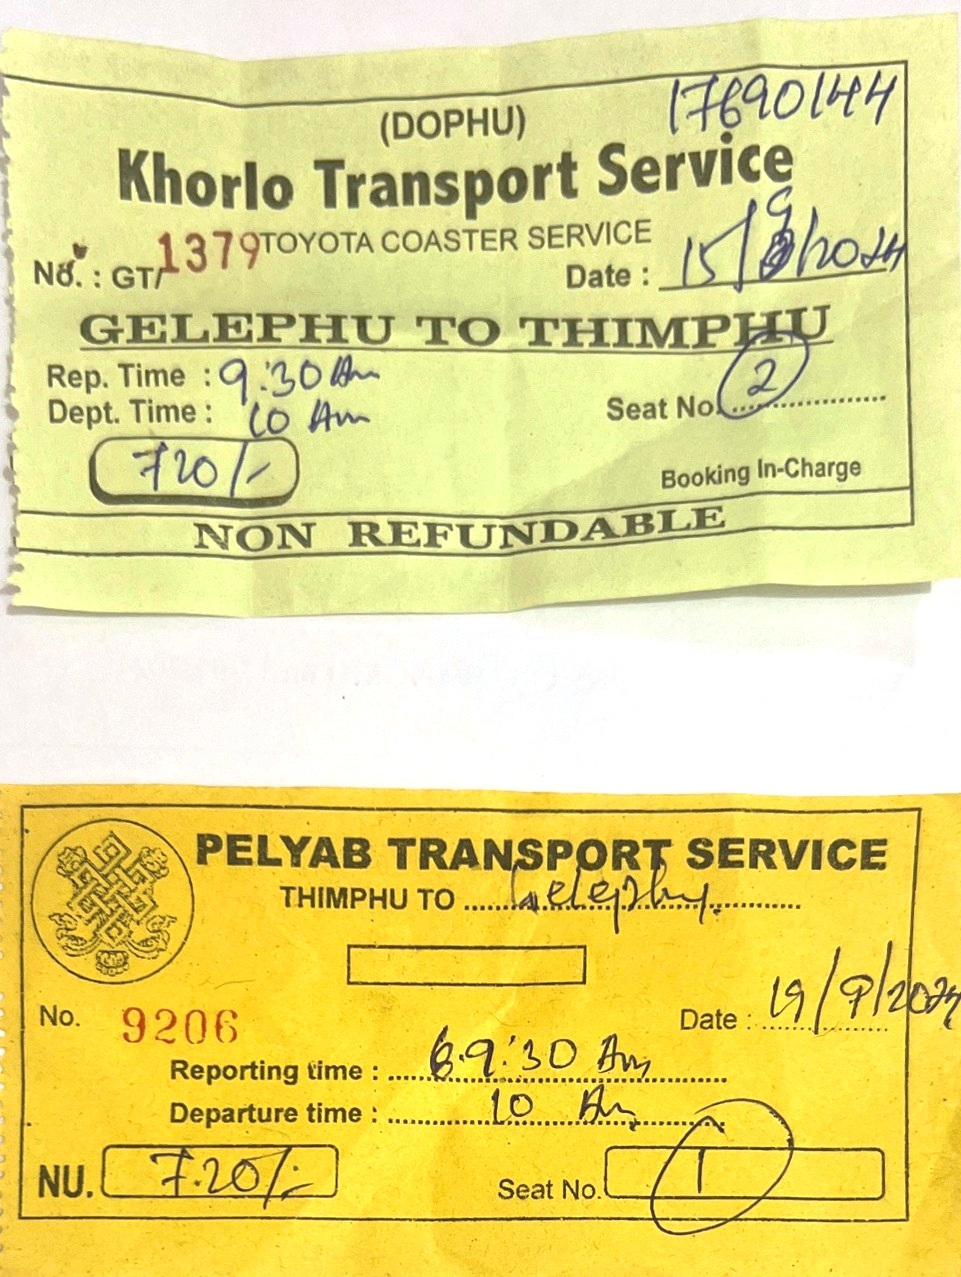 (DOPHU) 17690144
Khorlo Transport Service
TOYOTA COASTER SERVICE
No. : GT/ 1379 Date : 15/9/2024
GELEPHU TO THIMPHU
Rep. Time : 9:30 Am
Dept. Time : 10 Am Seat No. 2
720/-
Booking In-Charge
NON REFUNDABLE
PELYAB TRANSPORT SERVICE
THIMPHU TO Gelephu.
No. 9206 Date : 19/9/2024
Reporting time : 9:30 Am
Departure time : 10 Am
NU. 720/- Seat No. 1